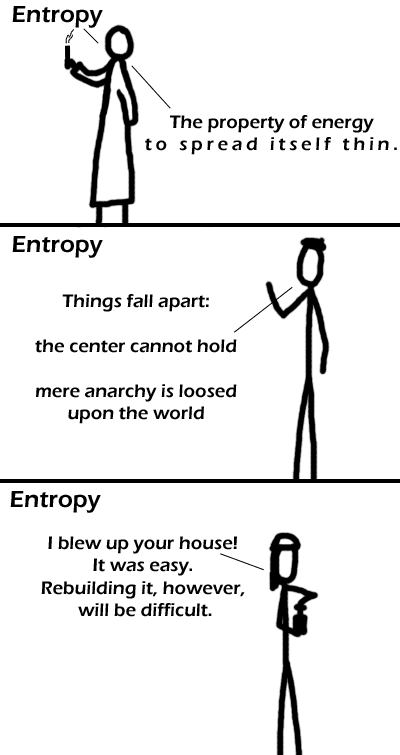 Entropy
The property of energy
to spread itself thin.
Entropy
Things fall apart:
the center cannot hold
mere anarchy is loosed
upon the world
Entropy
I blew up your house!
It was easy.
Rebuilding it, however,
will be difficult.